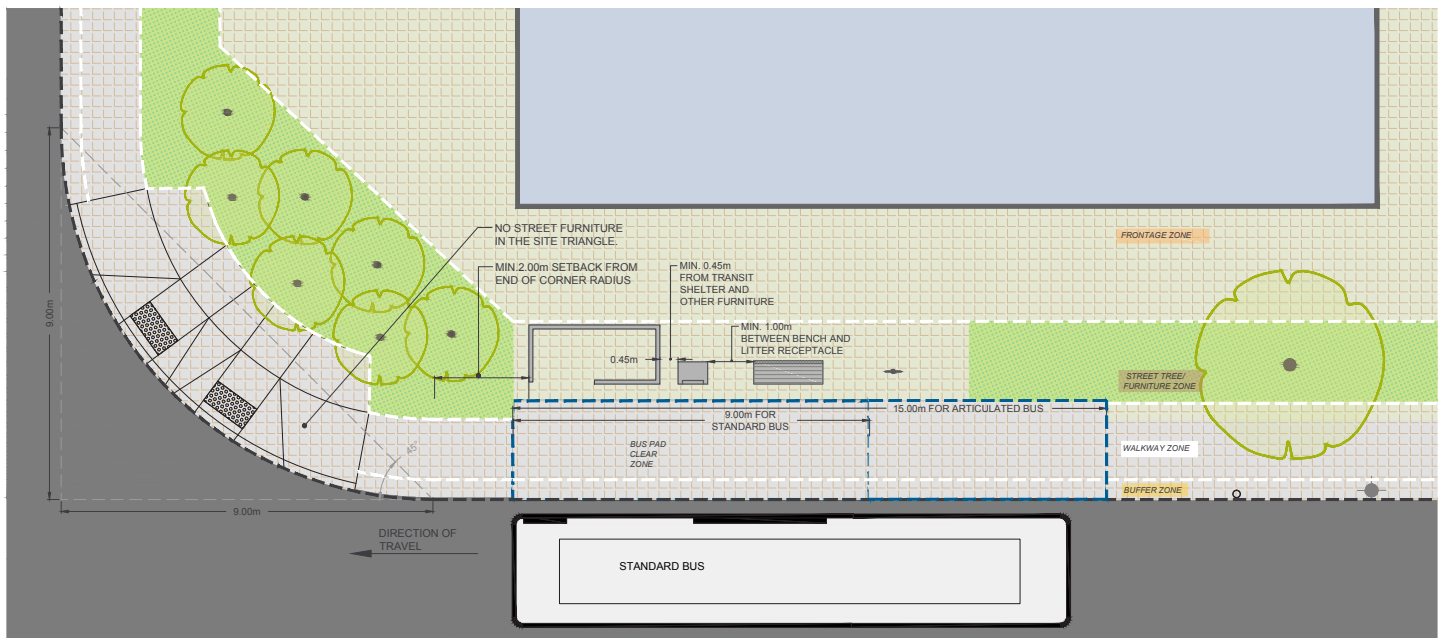 FRONTAGE ZONE
NO STREET FURNITURE
IN THE SITE TRIANGLE.
MIN.2.00m SETBACK FROM
END OF CORNER RADIUS
MIN. 0.45m
FROM TRANSIT
SHELTER AND
OTHER FURNITURE
MIN. 1.00m
BETWEEN BENCH AND
LITTER RECEPTACLE
0.45m
9.00m
STREET TREE/
FURNITURE ZONE
15.00m FOR ARTICULATED BUS
9.00m FOR
STANDARD BUS
BUS PAD
CLEAR
ZONE
45°
WALKWAY ZONE
BUFFER ZONE
9.00m
DIRECTION OF
TRAVEL
STANDARD BUS